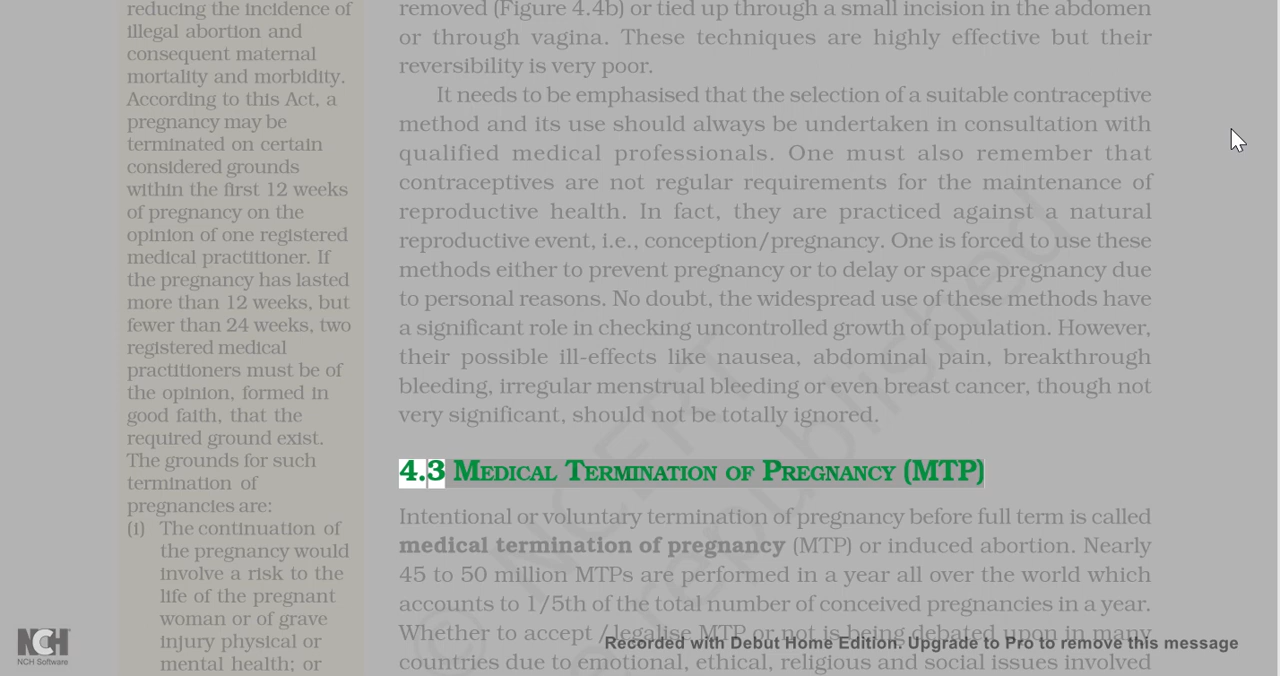 reducing the incidence of
illegal abortion and
consequent maternal
mortality and morbidity.
According to this Act, a
pregnancy may be
terminated on certain
considered grounds
within the first 12 weeks
of pregnancy on the
opinion of one registered
medical practitioner. If
the pregnancy has lasted
more than 12 weeks, but
fewer than 24 weeks, two
registered medical
practitioners must be of
the opinion, formed in
good faith, that the
required ground exist.
The grounds for such
termination of
pregnancies are:
(i) The continuation of
the pregnancy would
involve a risk to the
life of the pregnant
woman or of grave
injury physical or
mental health; or
removed (Figure 4.4b) or tied up through a small incision in the abdomen
or through vagina. These techniques are highly effective but their
reversibility is very poor.
It needs to be emphasised that the selection of a suitable contraceptive
method and its use should always be undertaken in consultation with
qualified medical professionals. One must also remember that
contraceptives are not regular requirements for the maintenance of
reproductive health. In fact, they are practiced against a natural
reproductive event, i.e., conception/pregnancy. One is forced to use these
methods either to prevent pregnancy or to delay or space pregnancy due
to personal reasons. No doubt, the widespread use of these methods have
a significant role in checking uncontrolled growth of population. However,
their possible ill-effects like nausea, abdominal pain, breakthrough
bleeding, irregular menstrual bleeding or even breast cancer, though not
very significant, should not be totally ignored.
4.3 Medical Termination of Pregnancy (MTP)
Intentional or voluntary termination of pregnancy before full term is called
medical termination of pregnancy (MTP) or induced abortion. Nearly
45 to 50 million MTPs are performed in a year all over the world which
accounts to 1/5th of the total number of conceived pregnancies in a year.
Whether to accept /legalise MTP or not is being debated upon in many
countries due to emotional, ethical, religious and social issues involved
© NCERT
republished
NCH
NCH Software
Recorded with Debut Home Edition. Upgrade to Pro to remove this message